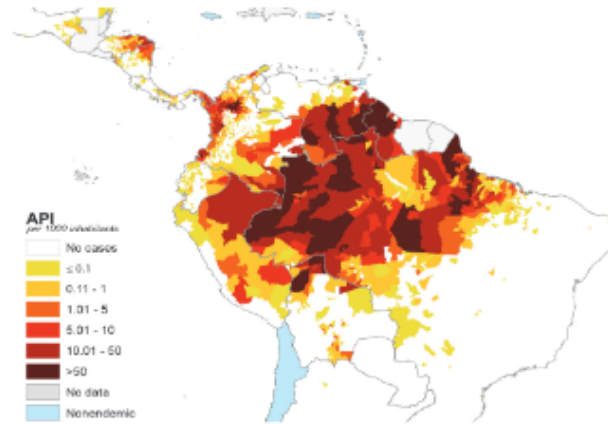 API
per 1000 inhabitants
No cases
≤ 0.1
0.11 - 1
1.01 - 5
5.01 - 10
10.01 - 50
>50
No data
Nonendemic